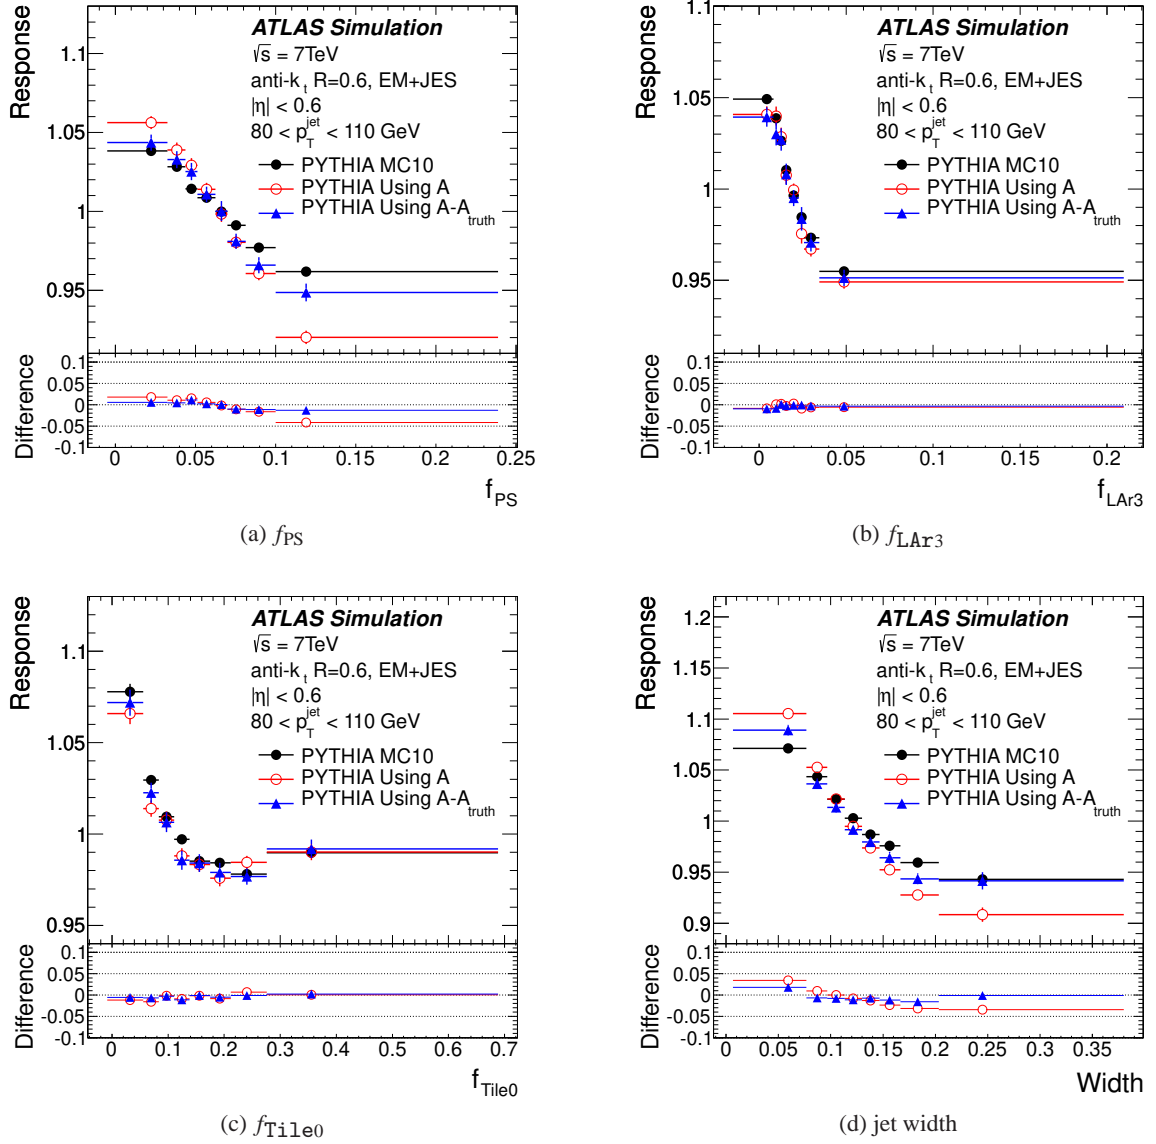 ATLAS Simulation
√s = 7TeV
anti-k_t R=0.6, EM+JES
|η| < 0.6
80 < p_T^jet < 110 GeV
PYTHIA MC10
PYTHIA Using A
PYTHIA Using A-A_truth
Response
1.1
1.05
1
0.95
Difference
0.1
0.05
0
-0.05
-0.1
0 0.05 0.1 0.15 0.2 0.25
f_PS
(a) f_PS
ATLAS Simulation
√s = 7TeV
anti-k_t R=0.6, EM+JES
|η| < 0.6
80 < p_T^jet < 110 GeV
PYTHIA MC10
PYTHIA Using A
PYTHIA Using A-A_truth
Response
1.1
1.05
1
0.95
Difference
0.1
0.05
0
-0.05
-0.1
0 0.05 0.1 0.15 0.2
f_LAr3
(b) f_LAr3
ATLAS Simulation
√s = 7TeV
anti-k_t R=0.6, EM+JES
|η| < 0.6
80 < p_T^jet < 110 GeV
PYTHIA MC10
PYTHIA Using A
PYTHIA Using A-A_truth
Response
1.1
1.05
1
0.95
Difference
0.1
0.05
0
-0.05
-0.1
0 0.1 0.2 0.3 0.4 0.5 0.6 0.7
f_Tile0
(c) f_Tile0
ATLAS Simulation
√s = 7TeV
anti-k_t R=0.6, EM+JES
|η| < 0.6
80 < p_T^jet < 110 GeV
PYTHIA MC10
PYTHIA Using A
PYTHIA Using A-A_truth
Response
1.2
1.15
1.1
1.05
1
0.95
0.9
Difference
0.1
0.05
0
-0.05
-0.1
0 0.05 0.1 0.15 0.2 0.25 0.3 0.35
Width
(d) jet width